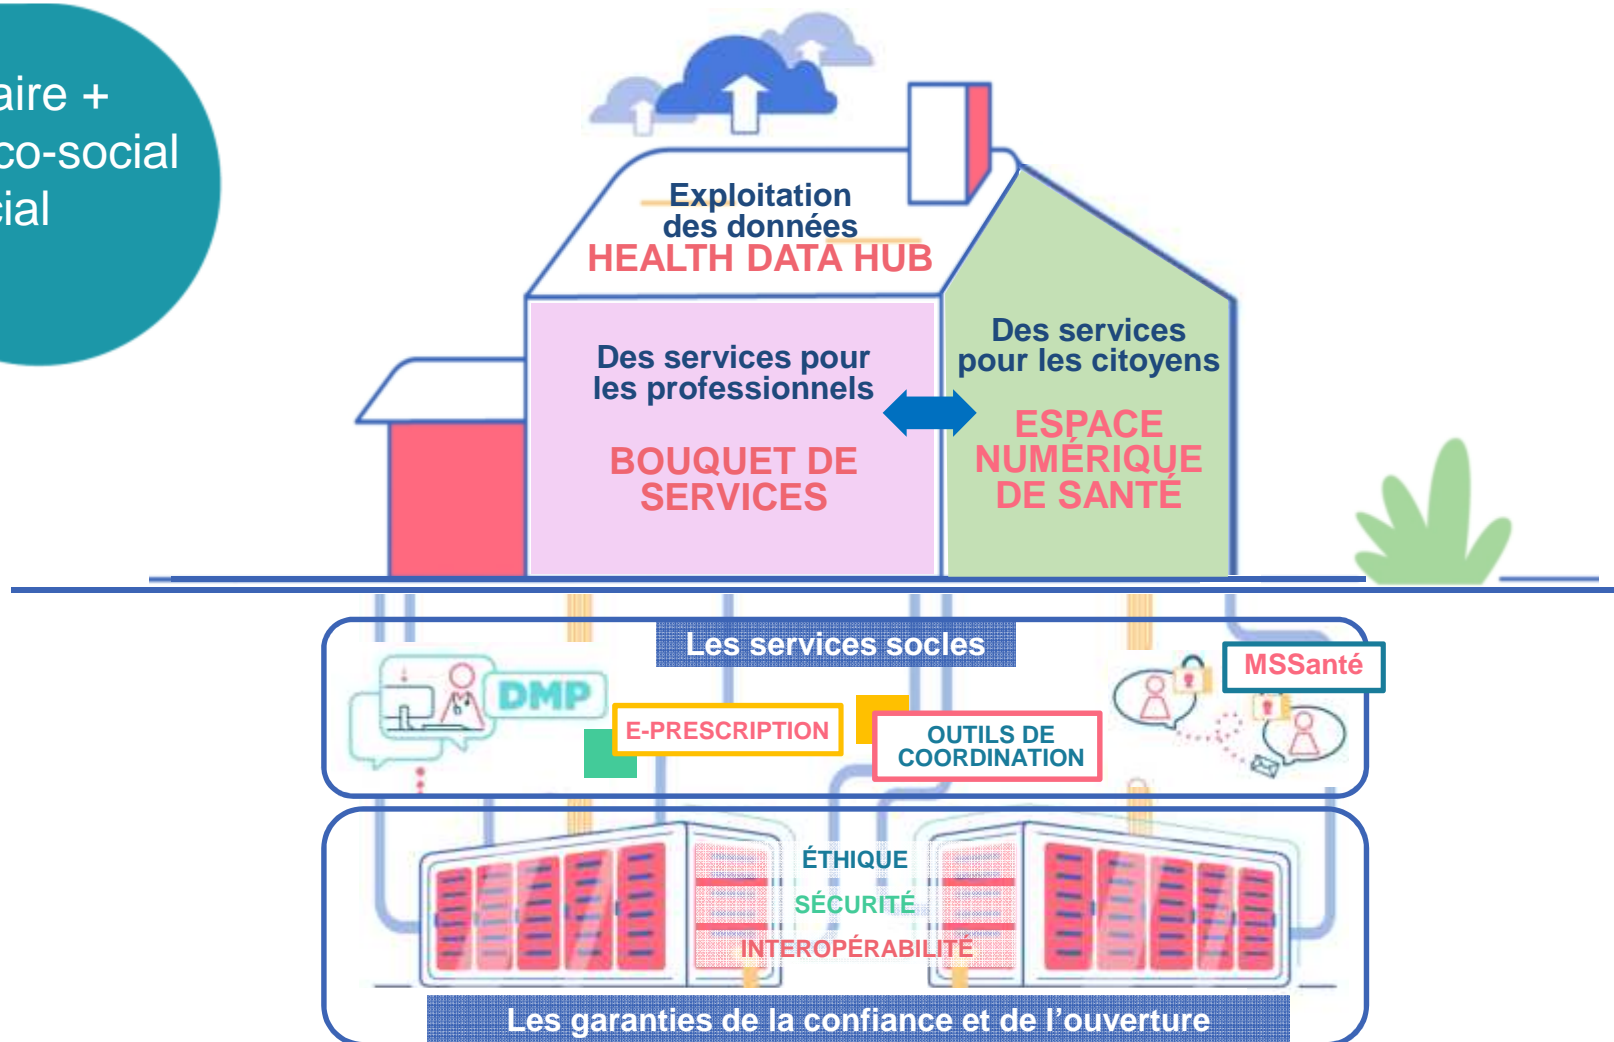 aire +
co-social
cial
Exploitation
des données
HEALTH DATA HUB
Des services pour
les professionnels
BOUQUET DE
SERVICES
Des services
pour les citoyens
ESPACE
NUMÉRIQUE
DE SANTÉ
Les services socles
DMP
E-PRESCRIPTION
OUTILS DE
COORDINATION
MSSanté
ÉTHIQUE
SÉCURITÉ
INTEROPÉRABILITÉ
Les garanties de la confiance et de l’ouverture